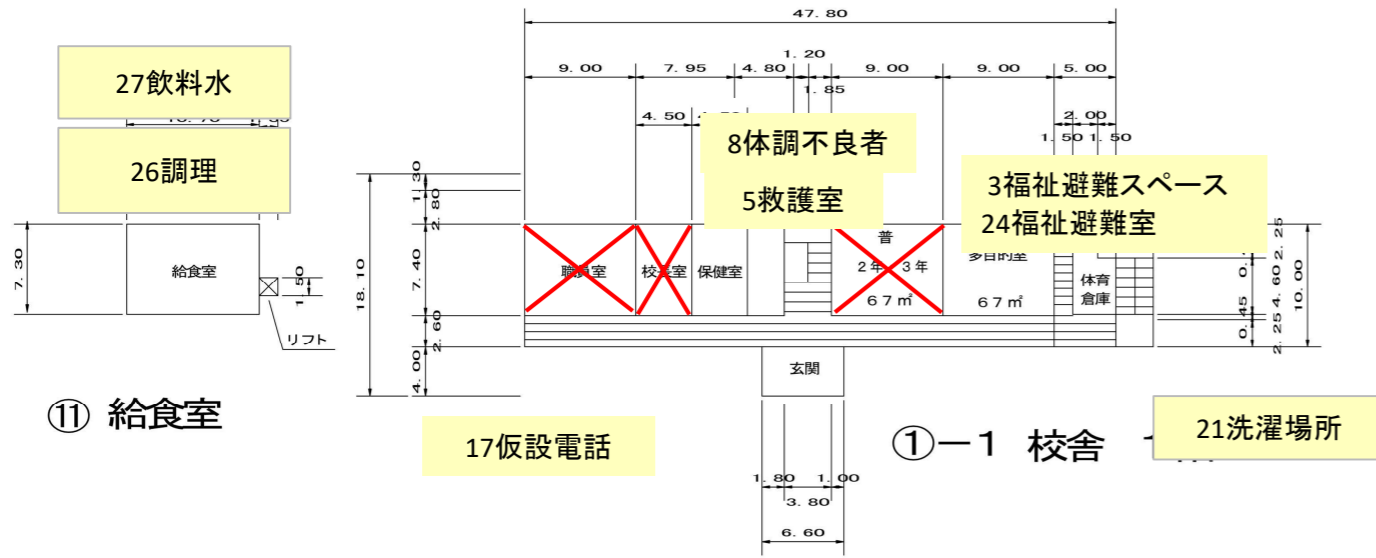 47. 80
27飲料水
1. 20
9. 00
7. 95
4. 80
9. 00
9. 00
5. 00
1. 85
4. 50
2. 00
1. 50
1. 50
26調理
8体調不良者
5救護室
3福祉避難スペース
24福祉避難室
1. 30
2. 80
7. 30
給食室
1. 50
リフト
18. 10
7. 40
2. 60
4. 00
職員室
校長室
保健室
普
2年
3年
67㎡
多目的室
67㎡
体育
倉庫
2. 25
4. 60
0. 45
2. 25
10. 00
玄関
⑪ 給食室
17仮設電話
①－1 校舎
21洗濯場所
1. 80
1. 00
3. 80
6. 60